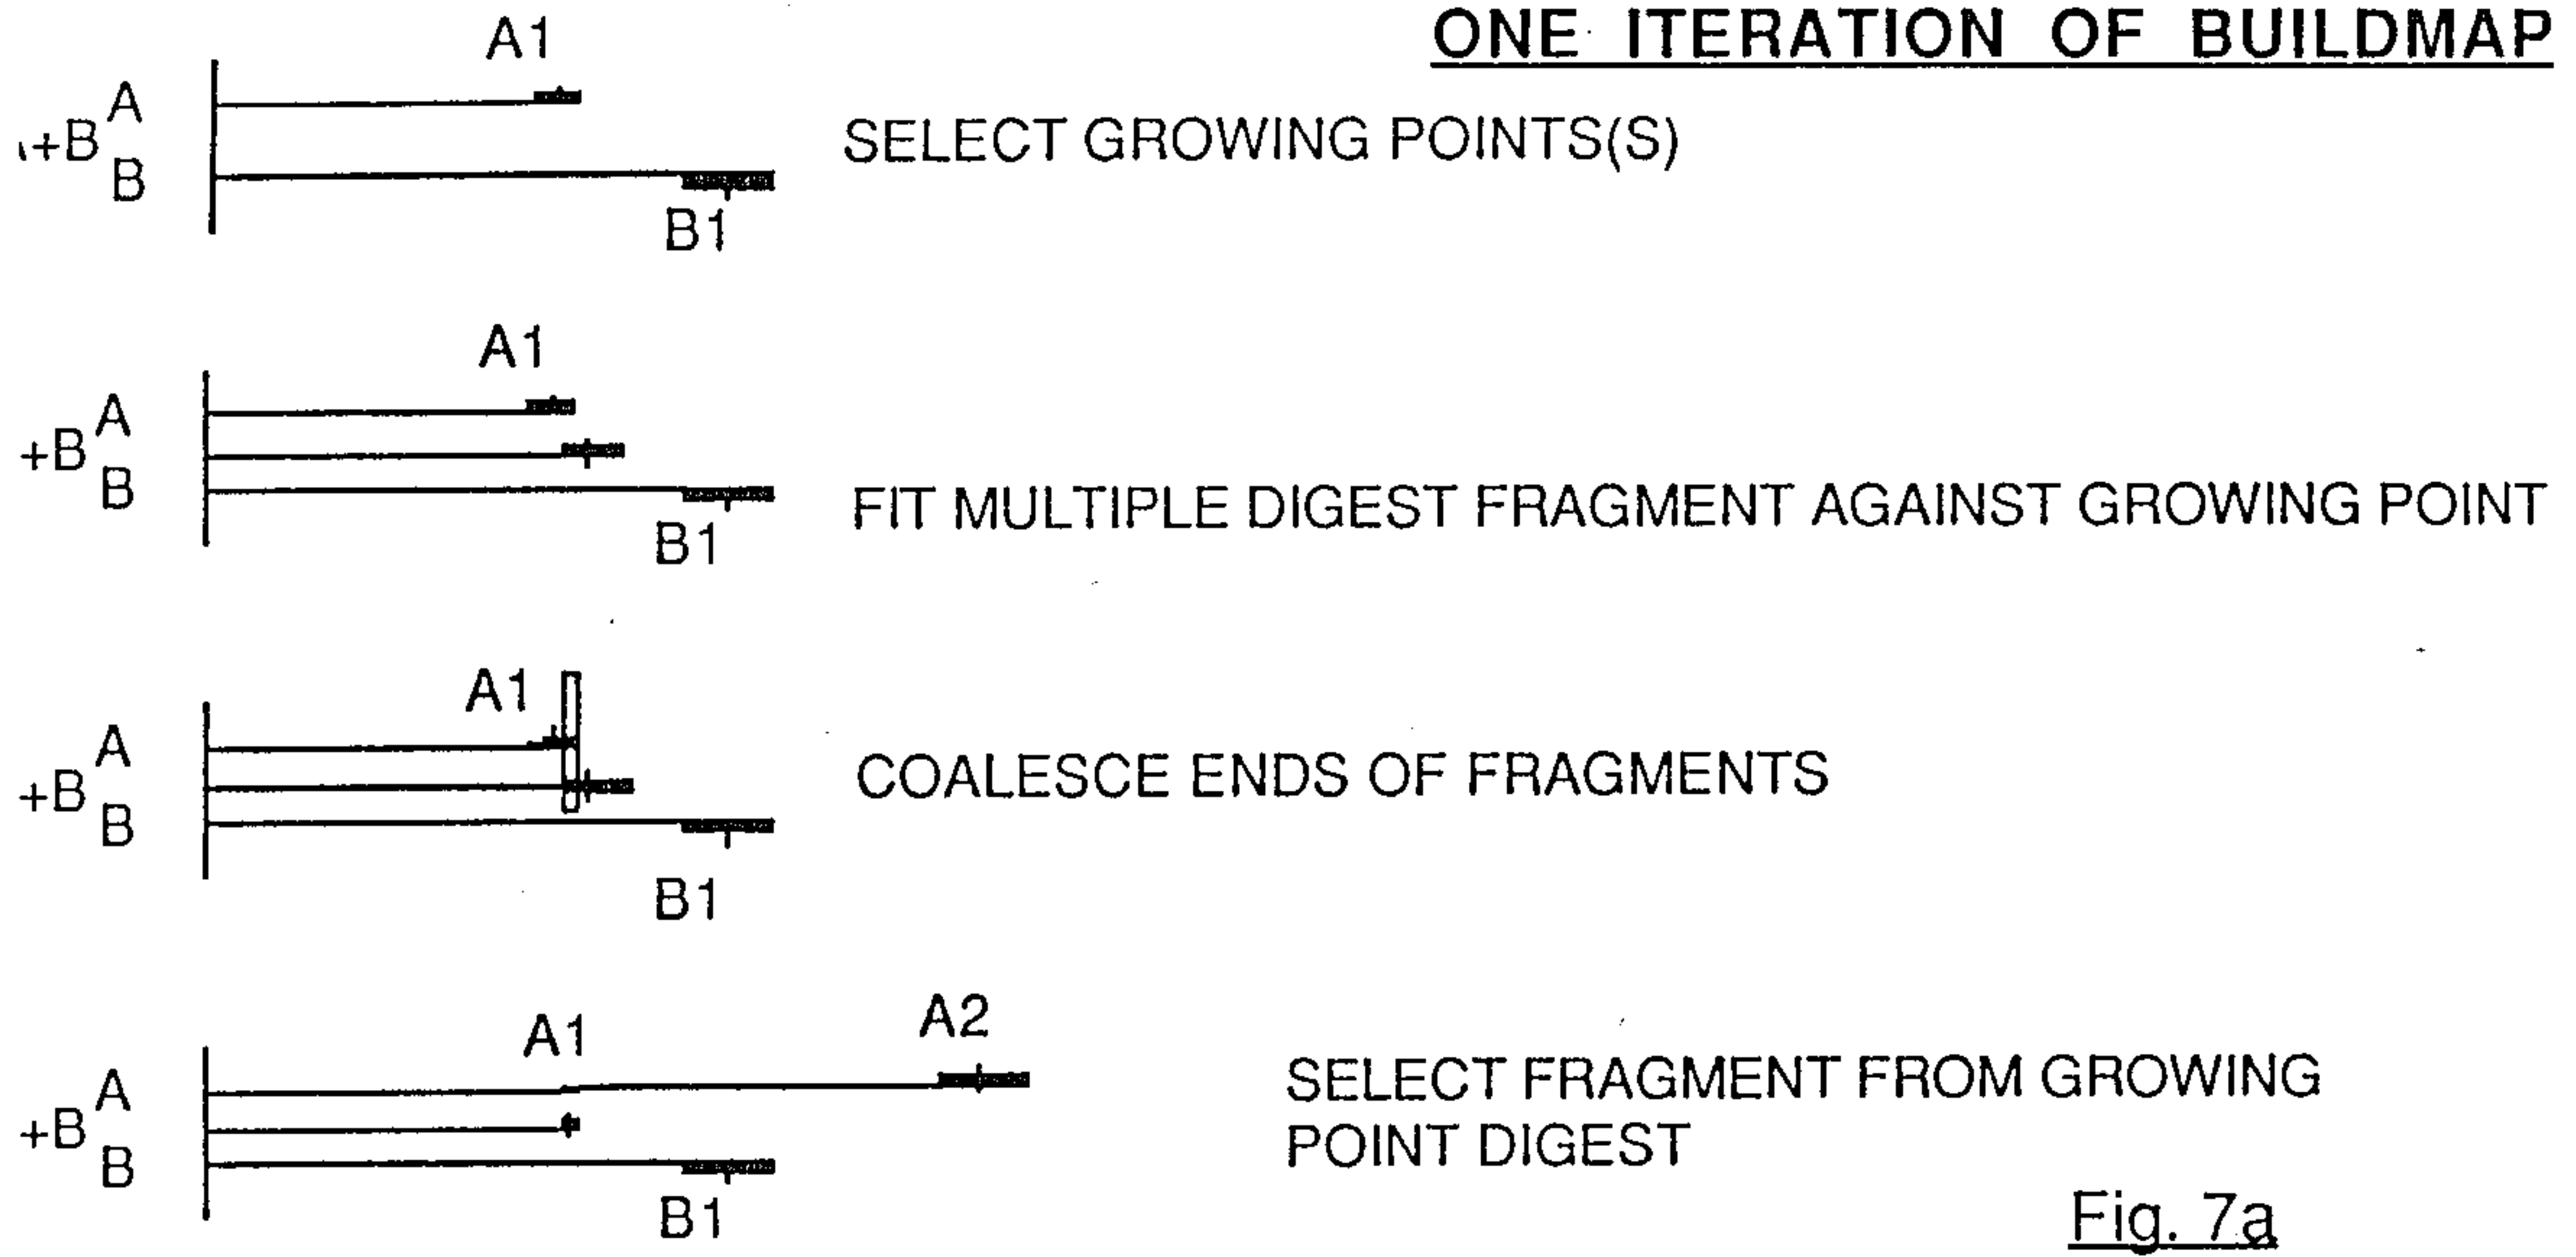 ONE ITERATION OF BUILDMAP
A1
A
+B
B
B1
SELECT GROWING POINTS(S)
A1
A
+B
B
B1
FIT MULTIPLE DIGEST FRAGMENT AGAINST GROWING POINT
A1
A
+B
B
B1
COALESCE ENDS OF FRAGMENTS
A1
A2
A
+B
B
B1
SELECT FRAGMENT FROM GROWING
POINT DIGEST
Fig. 7a